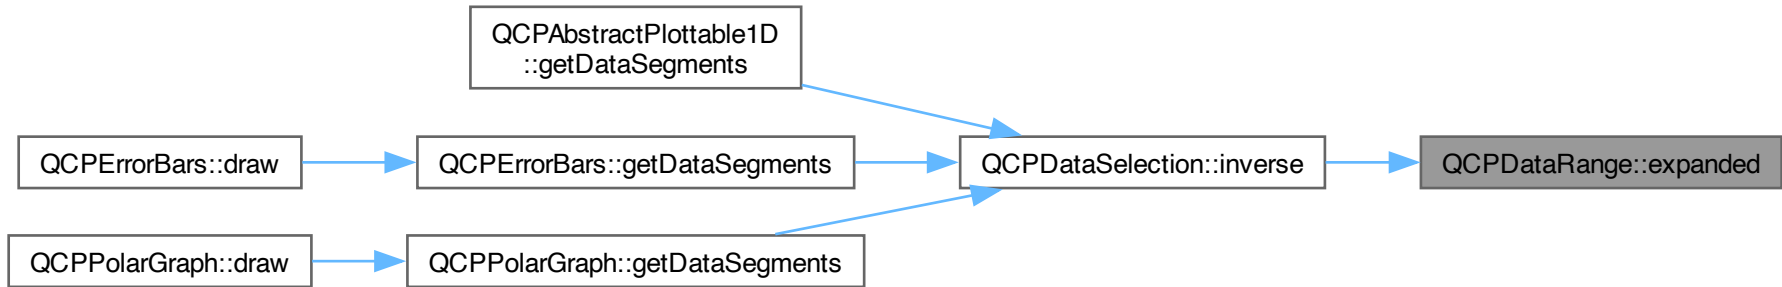 QCPAbstractPlottable1D
::getDataSegments
QCPErrorBars::draw
QCPErrorBars::getDataSegments
QCPDataSelection::inverse
QCPDataRange::expanded
QCPPolarGraph::draw
QCPPolarGraph::getDataSegments